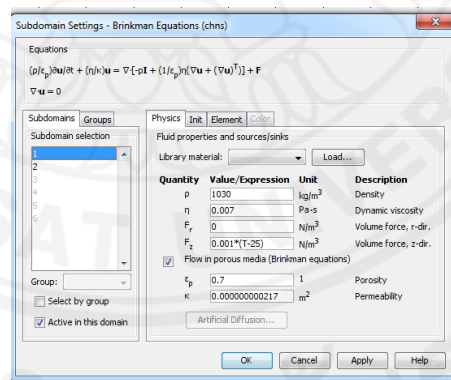 Subdomain Settings - Brinkman Equations (chns)
Equations
(ρ/εp)∂u/∂t + (η/κ)u = ∇·[-pI + (1/εp)η(∇u + (∇u)T)] + F
∇·u = 0
Subdomains Groups
Subdomain selection
1
2
3
4
5
6
Group:
Select by group
Active in this domain
Physics Init Element Color
Fluid properties and sources/sinks
Library material: Load...
Quantity Value/Expression Unit Description
ρ 1030 kg/m³ Density
η 0.007 Pa·s Dynamic viscosity
Fr 0 N/m³ Volume force, r-dir.
Fz 0.001*(T-25) N/m³ Volume force, z-dir.
Flow in porous media (Brinkman equations)
εp 0.7 1 Porosity
κ 0.000000000217 m² Permeability
Artificial Diffusion...
OK Cancel Apply Help